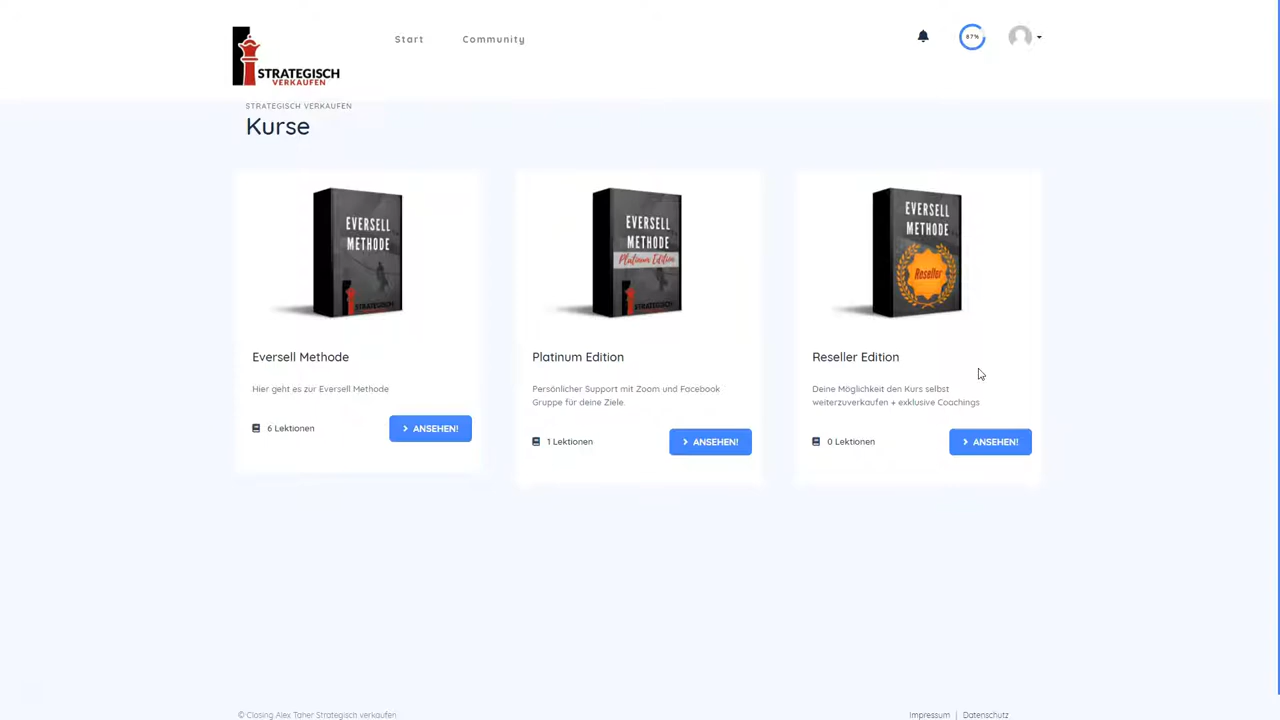 STRATEGISCH
VERKAUFEN
Start
Community
87%
STRATEGISCH VERKAUFEN
Kurse
EVERSELL
METHODE
STRATEGISCH
EVERSELL
METHODE
Platinum Edition
STRATEGISCH
EVERSELL
METHODE
Reseller
Eversell Methode
Hier geht es zur Eversell Methode
6 Lektionen
ANSEHEN!
Platinum Edition
Persönlicher Support mit Zoom und Facebook
Gruppe für deine Ziele.
1 Lektionen
ANSEHEN!
Reseller Edition
Deine Möglichkeit den Kurs selbst
weiterzuverkaufen + exklusive Coachings
0 Lektionen
ANSEHEN!
© Closing Alex Taher Strategisch verkaufen
Impressum | Datenschutz